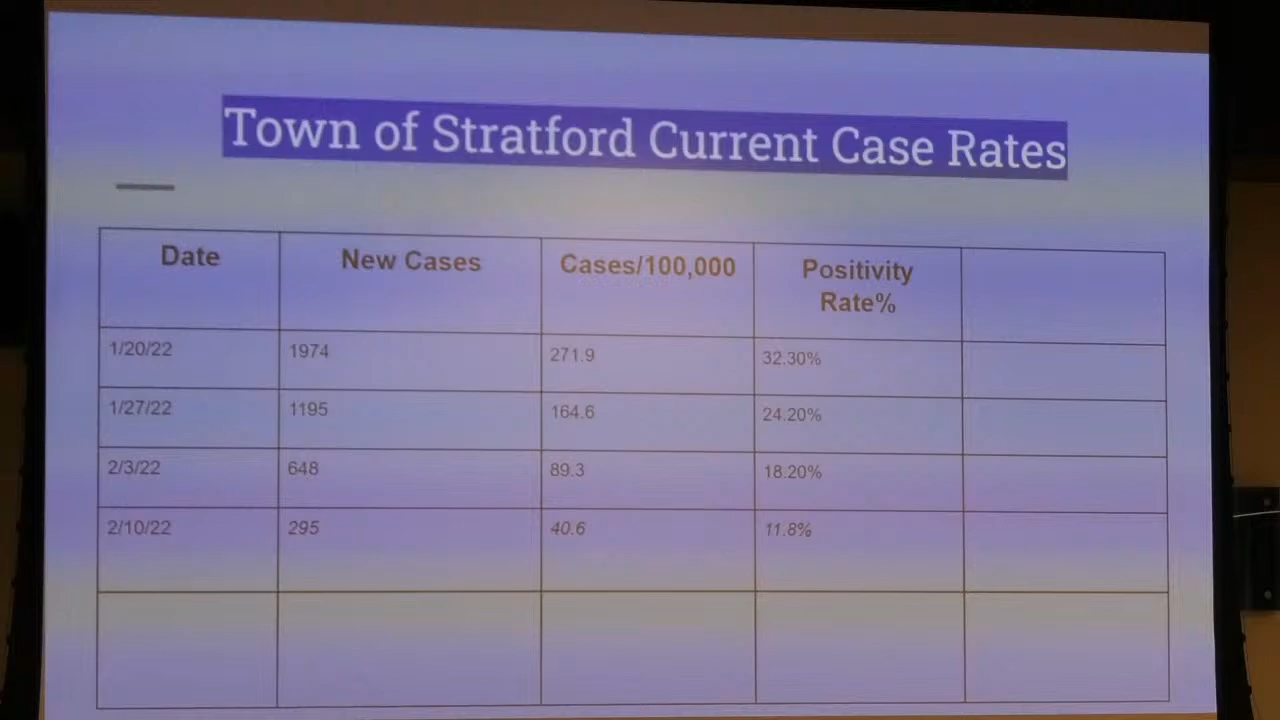 Town of Stratford Current Case Rates
Date New Cases Cases/100,000 Positivity
Rate%
1/20/22 1974 271.9 32.30%
1/27/22 1195 164.6 24.20%
2/3/22 648 89.3 18.20%
2/10/22 295 40.6 11.8%